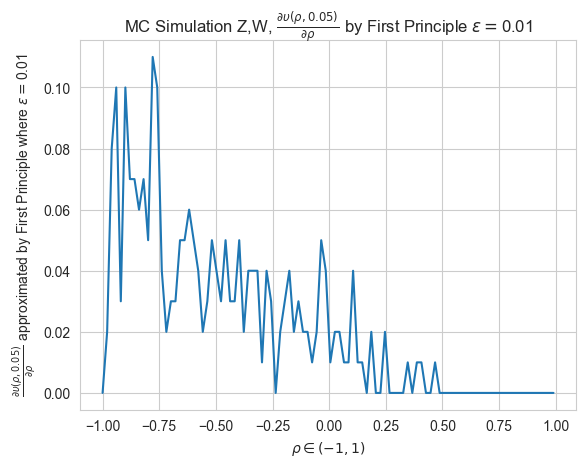 MC Simulation Z,W, ∂υ(ρ, 0.05)/∂ρ by First Principle ε = 0.01
∂υ(ρ, 0.05)/∂ρ approximated by First Principle where ε = 0.01
0.10
0.08
0.06
0.04
0.02
0.00
−1.00 −0.75 −0.50 −0.25 0.00 0.25 0.50 0.75 1.00
ρ ∈ (−1, 1)